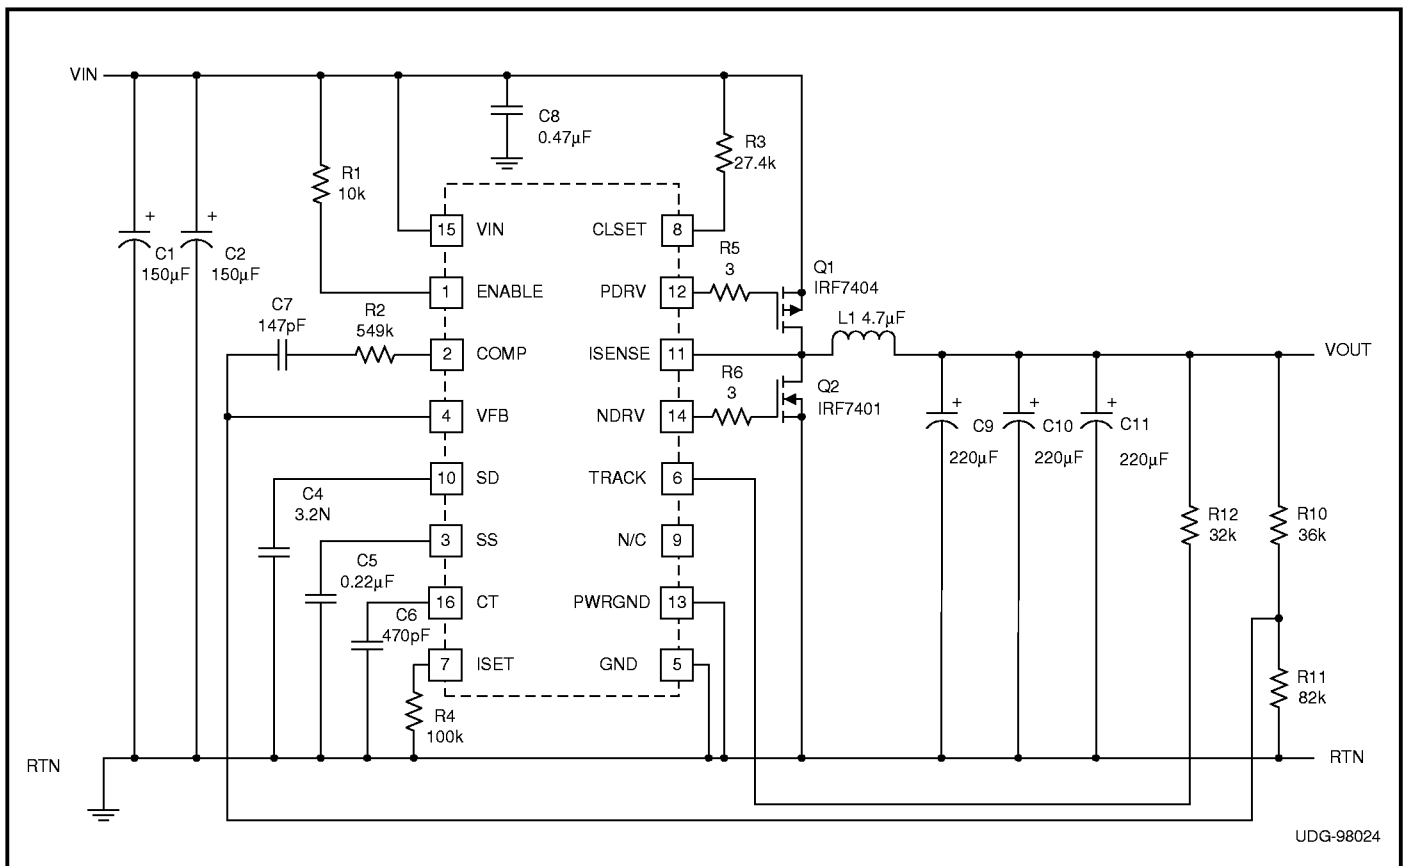 VIN
C8
0.47µF
R3
27.4k
R1
10k
+
C1
150µF
+
C2
150µF
15
VIN
CLSET
8
R5
3
Q1
IRF7404
1
ENABLE
PDRV
12
L1 4.7µF
C7
147pF
R2
549k
2
COMP
ISENSE
11
VOUT
R6
3
Q2
IRF7401
4
VFB
NDRV
14
+
C9
220µF
+
C10
220µF
+
C11
220µF
10
SD
TRACK
6
C4
3.2N
R12
32k
R10
36k
3
SS
N/C
9
C5
0.22µF
16
CT
PWRGND
13
C6
470pF
7
ISET
GND
5
R11
82k
R4
100k
RTN
RTN
UDG-98024